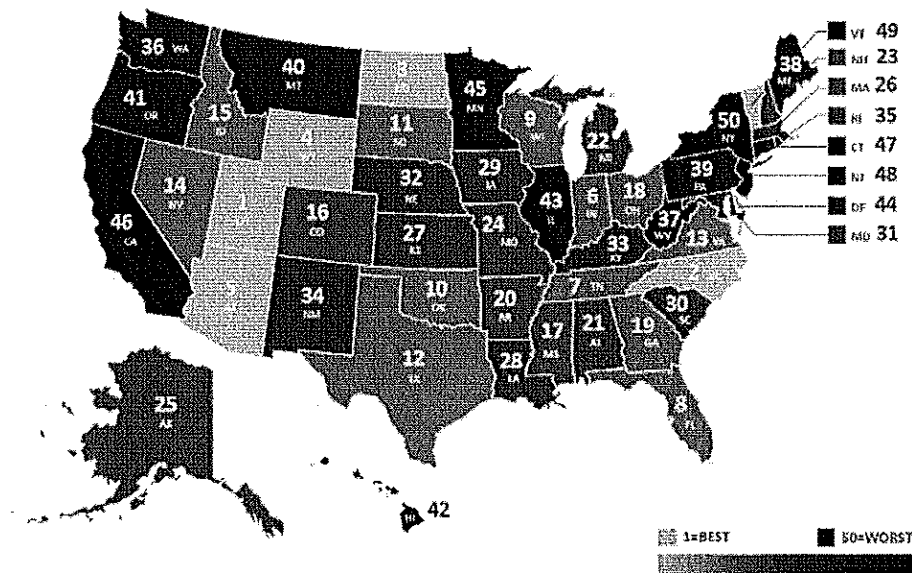 36 WA
40 MT
3
45 MN
38 ME
VT 49
NH 23
MA 26
RI 35
CT 47
NJ 48
DE 44
MD 31
41 OR
15 ID
4 WY
11 SD
9 WI
22 MI
50 NY
14 NV
1
32 NE
29 IA
39 PA
46 CA
16 CO
27 KS
24 MO
43 IL
6 IN
18 OH
37 WV
13 VA
33 KY
34 NM
10 OK
20 AR
7 TN
2
30 SC
12 TX
28 LA
17 MS
21 AL
19 GA
8 FL
25 AK
HI 42
1=BEST
50=WORST